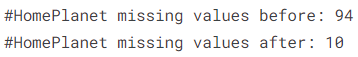 #HomePlanet missing values before: 94
#HomePlanet missing values after: 10